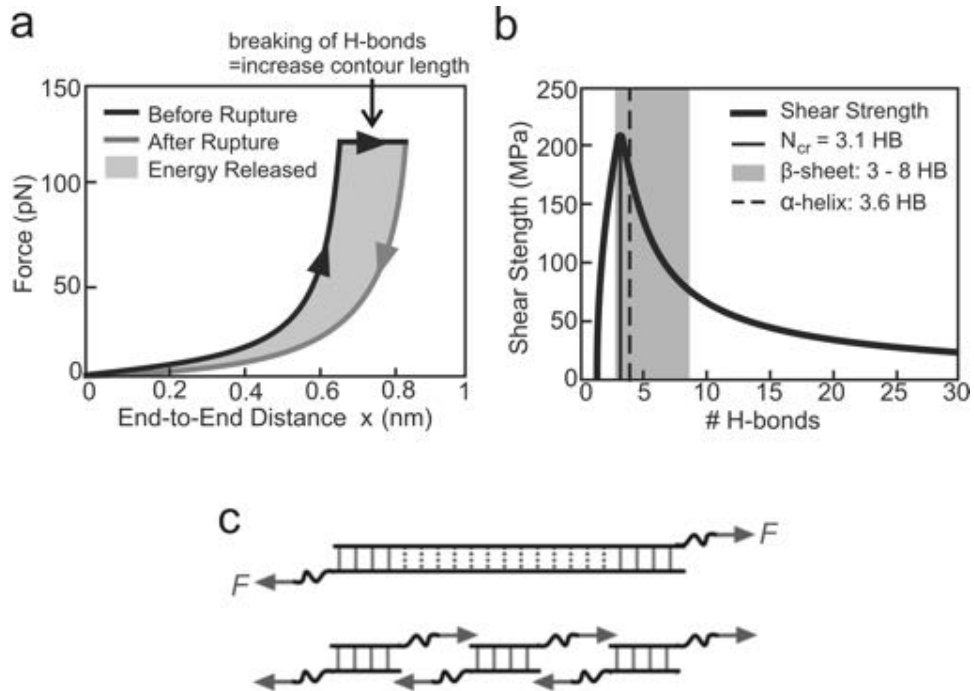 a
breaking of H-bonds
=increase contour length
150
100
50
0
Force (pN)
Before Rupture
After Rupture
Energy Released
0
0.2
0.4
0.6
0.8
1
End-to-End Distance x (nm)
b
250
200
150
100
50
0
Shear Stength (MPa)
Shear Strength
Ncr = 3.1 HB
β-sheet: 3 - 8 HB
α-helix: 3.6 HB
0
5
10
15
20
25
30
# H-bonds
c
F
F